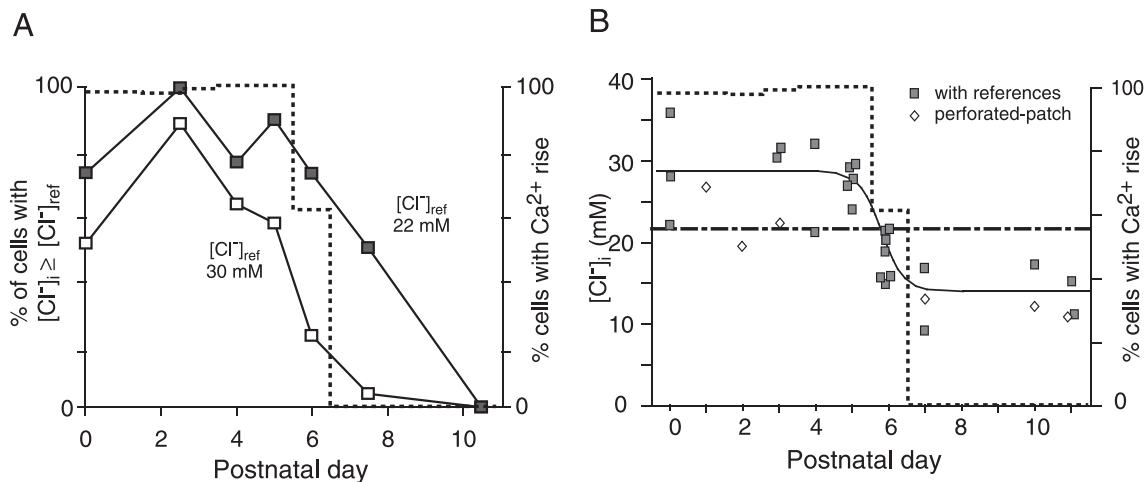 A
100
0
% of cells with
[Cl⁻]i ≥ [Cl⁻]ref
[Cl⁻]ref
22 mM
[Cl⁻]ref
30 mM
100
0
% cells with Ca²⁺ rise
0 2 4 6 8 10
Postnatal day
B
40
30
20
10
0
[Cl⁻]i (mM)
with references
perforated-patch
100
0
% cells with Ca²⁺ rise
0 2 4 6 8 10
Postnatal day